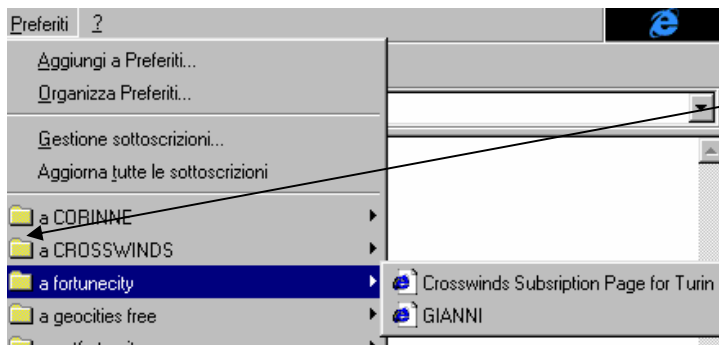 Preferiti ?
Aggiungi a Preferiti...
Organizza Preferiti...
Gestione sottoscrizioni...
Aggiorna tutte le sottoscrizioni
a CORINNE
a CROSSWINDS
a fortunecity
Crosswinds Subsription Page for Turin
a geocities free
GIANNI